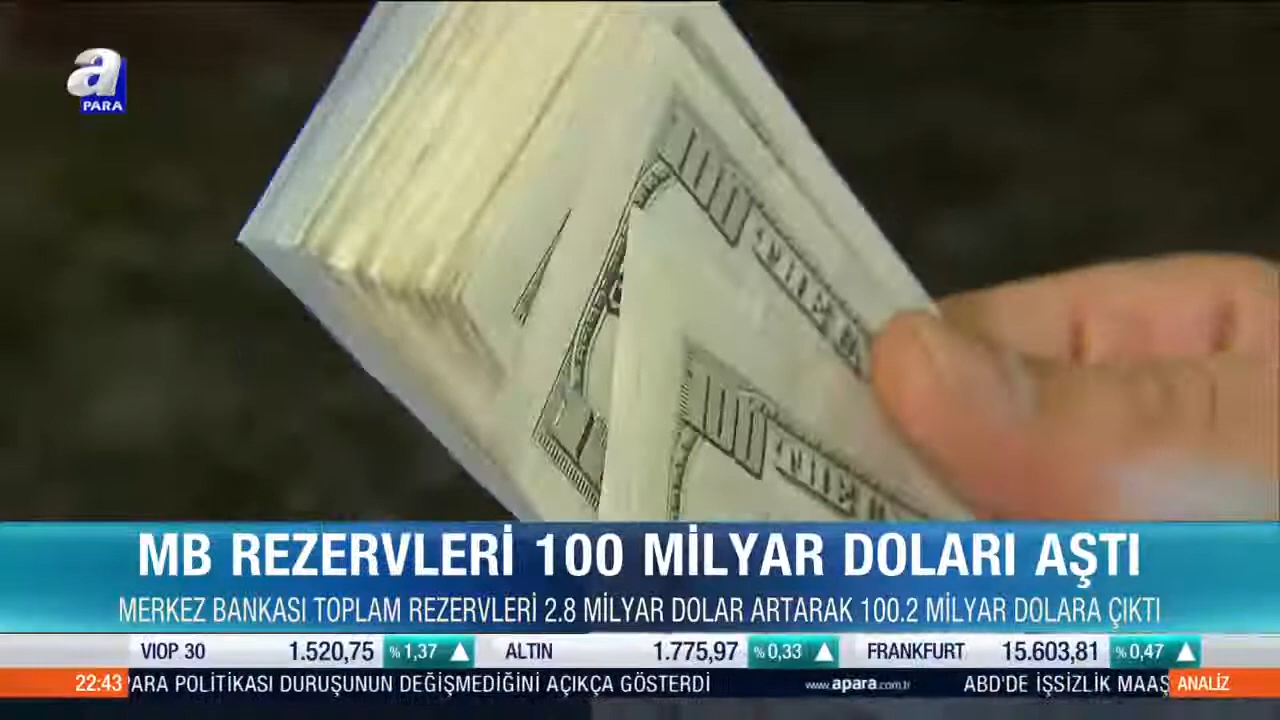 a
PARA
THE
THE
MB REZERVLERİ 100 MİLYAR DOLARI AŞTI
MERKEZ BANKASI TOPLAM REZERVLERİ 2.8 MİLYAR DOLAR ARTARAK 100.2 MİLYAR DOLARA ÇIKTI
VIOP 30 1.520,75 %1,37 ALTIN 1.775,97 %0,33 FRANKFURT 15.603,81 %0,47
22:43 PARA POLİTİKASI DURUŞUNUN DEĞİŞMEDİĞİNİ AÇIKÇA GÖSTERDİ www.apara.com.tr ABD'DE İŞSİZLİK MAAŞ ANALİZ